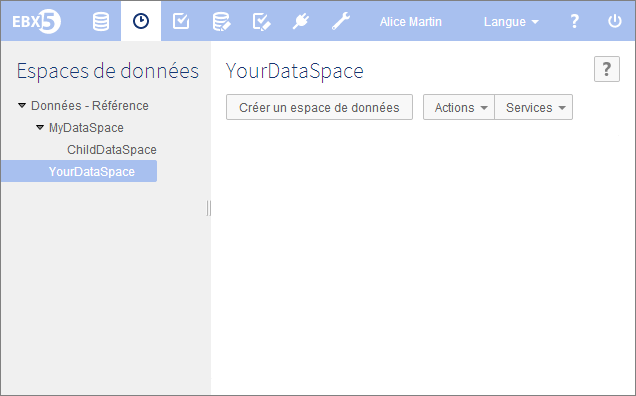 EBX5 Alice Martin Langue ?
Espaces de données
Données - Référence
MyDataSpace
ChildDataSpace
YourDataSpace
YourDataSpace ?
Créer un espace de données Actions Services